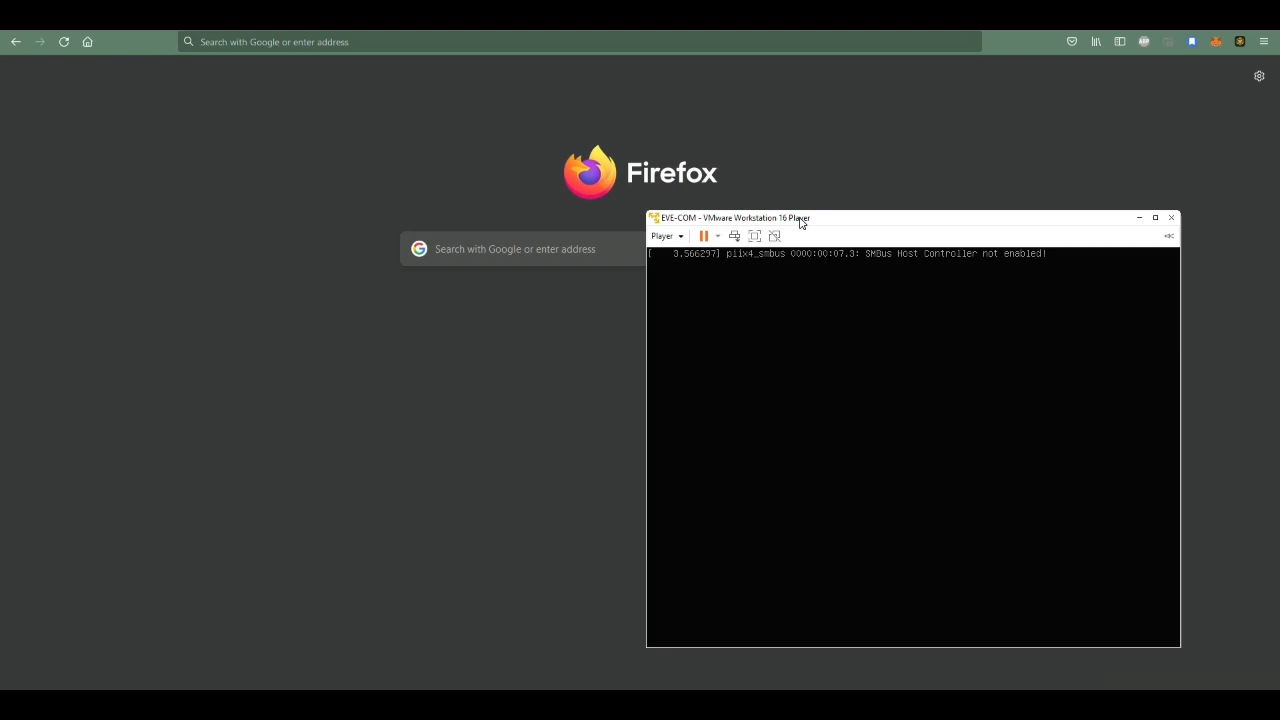 Search with Google or enter address
Firefox
EVE-COM - VMware Workstation 16 Player
Search with Google or enter address
Player
[    3.566297] piix4_smbus 0000:00:07.3: SMBus Host Controller not enabled!